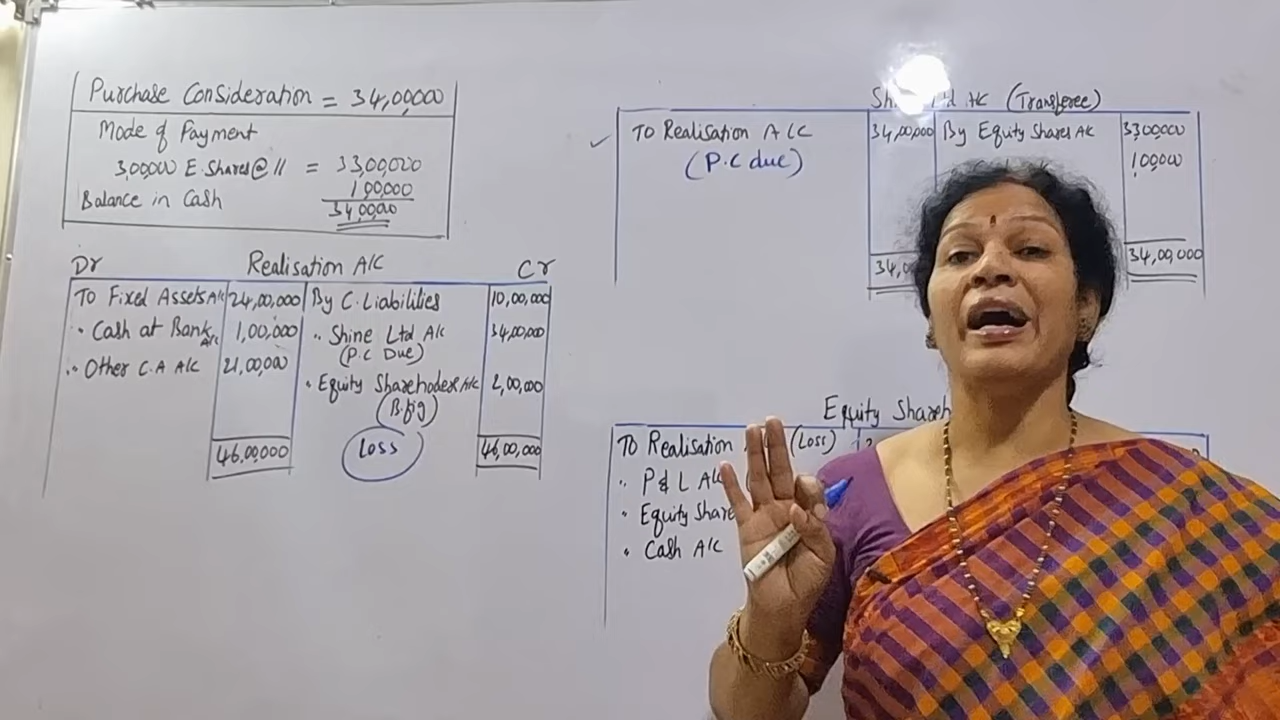 Purchase Consideration = 34,00,000
Mode of Payment
3,00,000 E. Shares @ 11 = 33,00,000
Balance in Cash 1,00,000
34,00,000
Dr Realisation A/C Cr
To Fixed Assets A/c 24,00,000 By C. Liabilities 10,00,000
" Cash at Bank A/c 1,00,000 " Shine Ltd A/c 34,00,000
(P.C Due)
" Other C.A A/C 21,00,000
" Equity Shareholders A/c 2,00,000
(B.fig)
46,00,000 Loss 46,00,000
Ltd A/C (Transferee)
To Realisation A/C 34,00,000 By Equity Shares A/C 33,00,000
(P.C due) 1,00,000
34,00,000
Equity Shareh
To Realisation (Loss)
" P & L A/c
" Equity Share
" Cash A/C